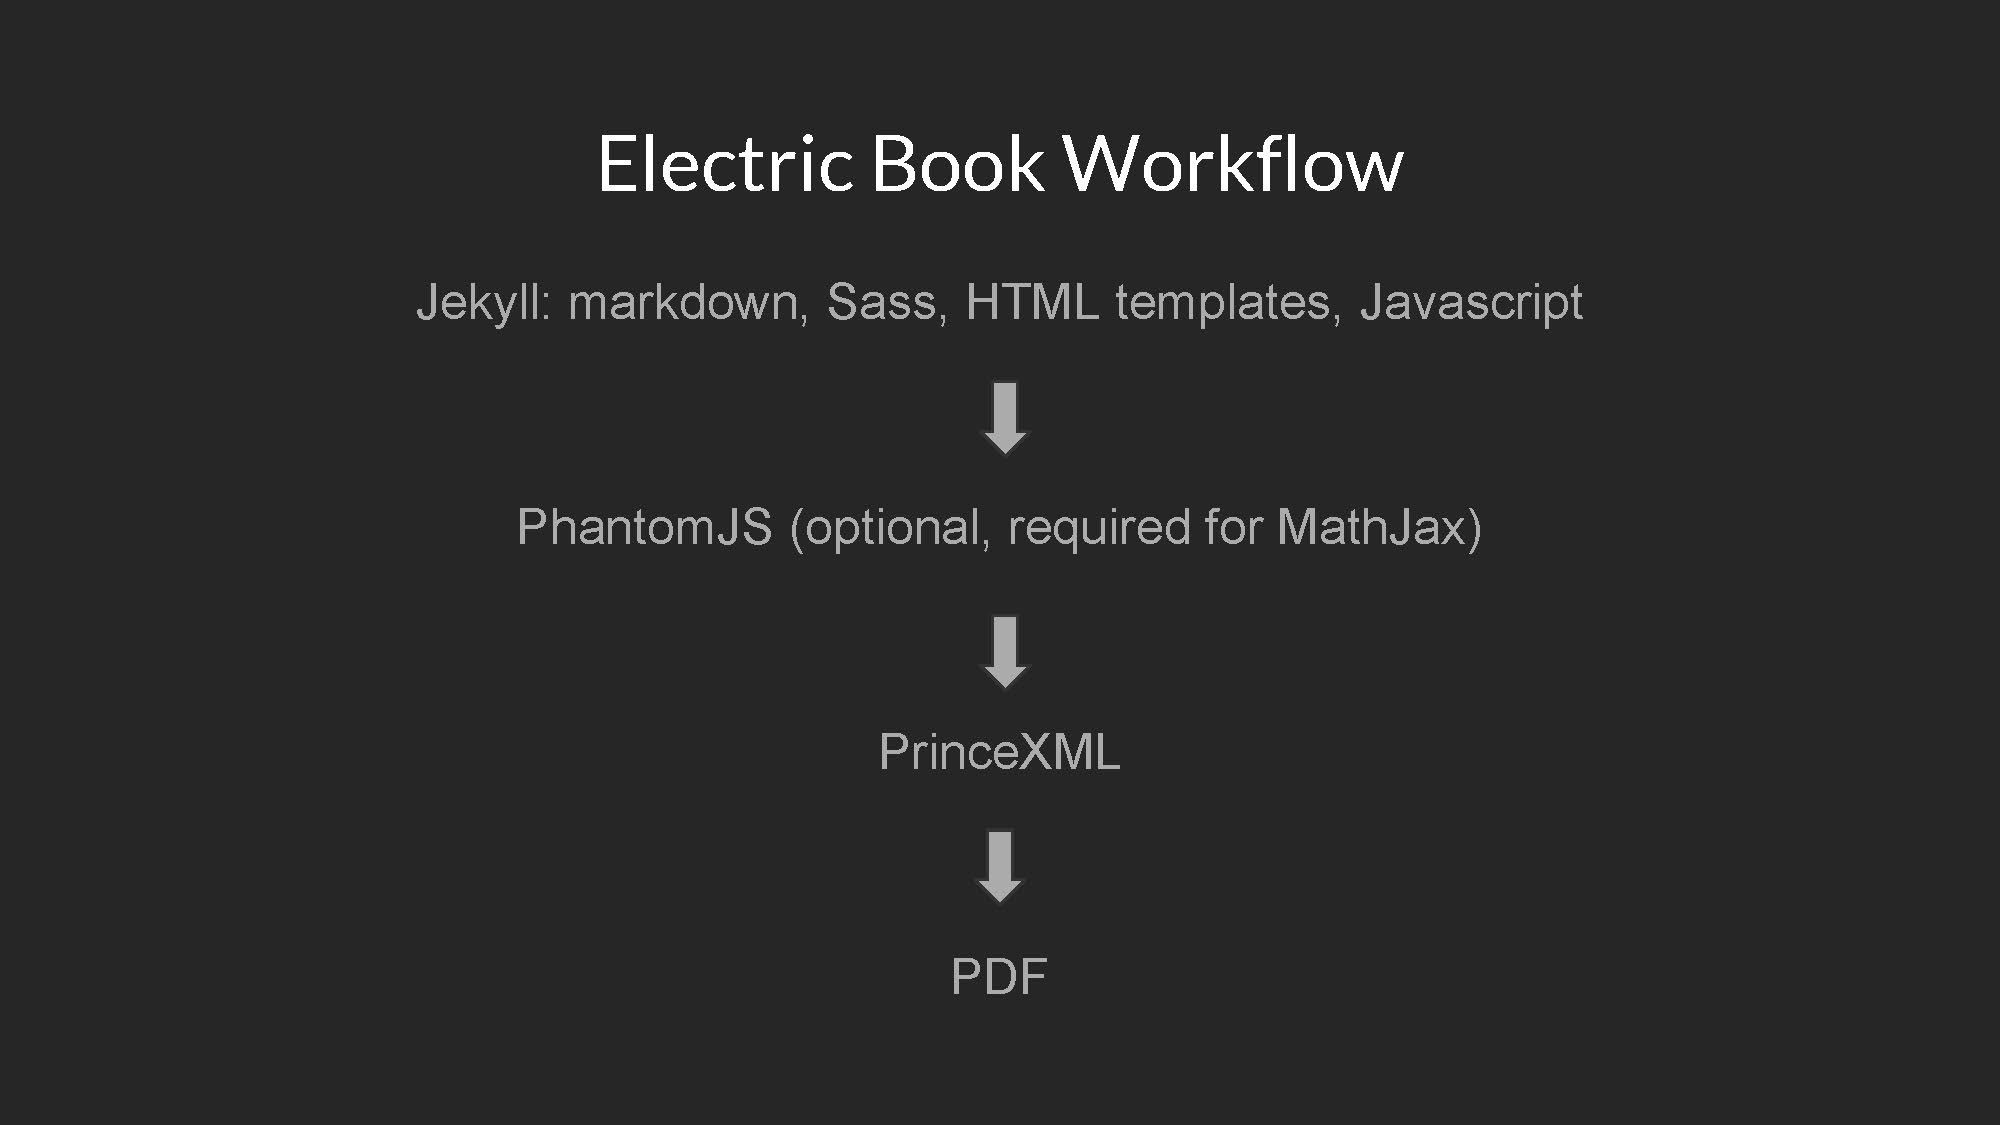 Electric Book Workflow
Jekyll: markdown, Sass, HTML templates, Javascript
PhantomJS (optional, required for MathJax)
PrinceXML
PDF